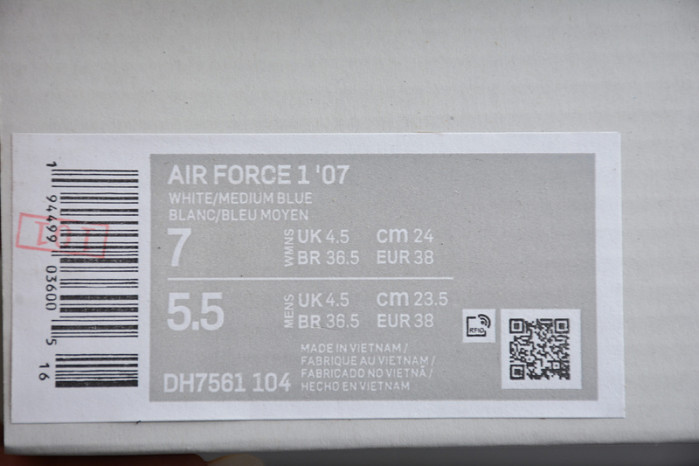 AIR FORCE 1 '07
WHITE/MEDIUM BLUE
BLANC/BLEU MOYEN
7 WMNS UK 4.5 cm 24
BR 36.5 EUR 38
5.5 MENS UK 4.5 cm 23.5
BR 36.5 EUR 38
MADE IN VIETNAM /
FABRIQUE AU VIETNAM /
FABRICADO NO VIETNÃ /
HECHO EN VIETNAM
DH7561 104
RFID
1 94499 03600 5 16